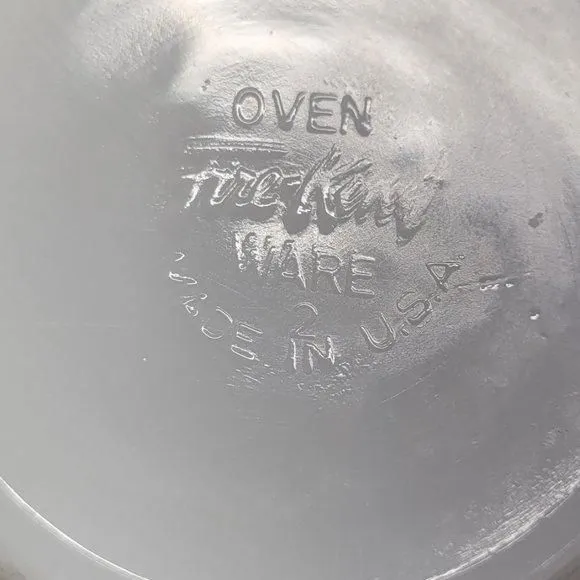 OVEN
Fire-King
WARE
2
MADE IN U.S.A.